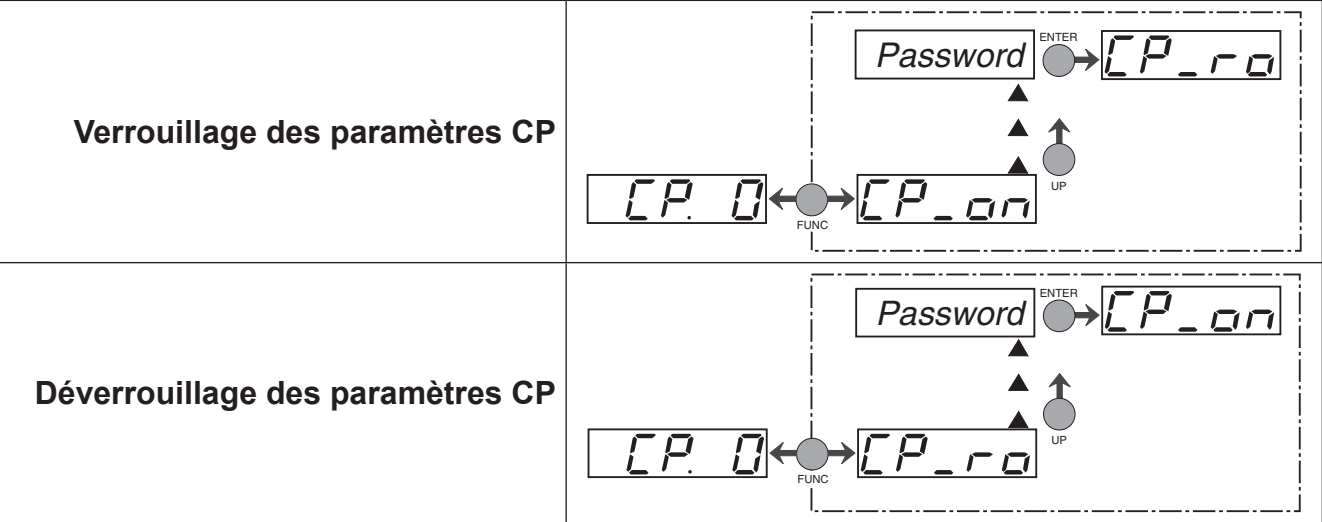 Verrouillage des paramètres CP
Password
ENTER
CP_ro
UP
CP. 0
FUNC
CP_on
Déverrouillage des paramètres CP
Password
ENTER
CP_on
UP
CP. 0
FUNC
CP_ro